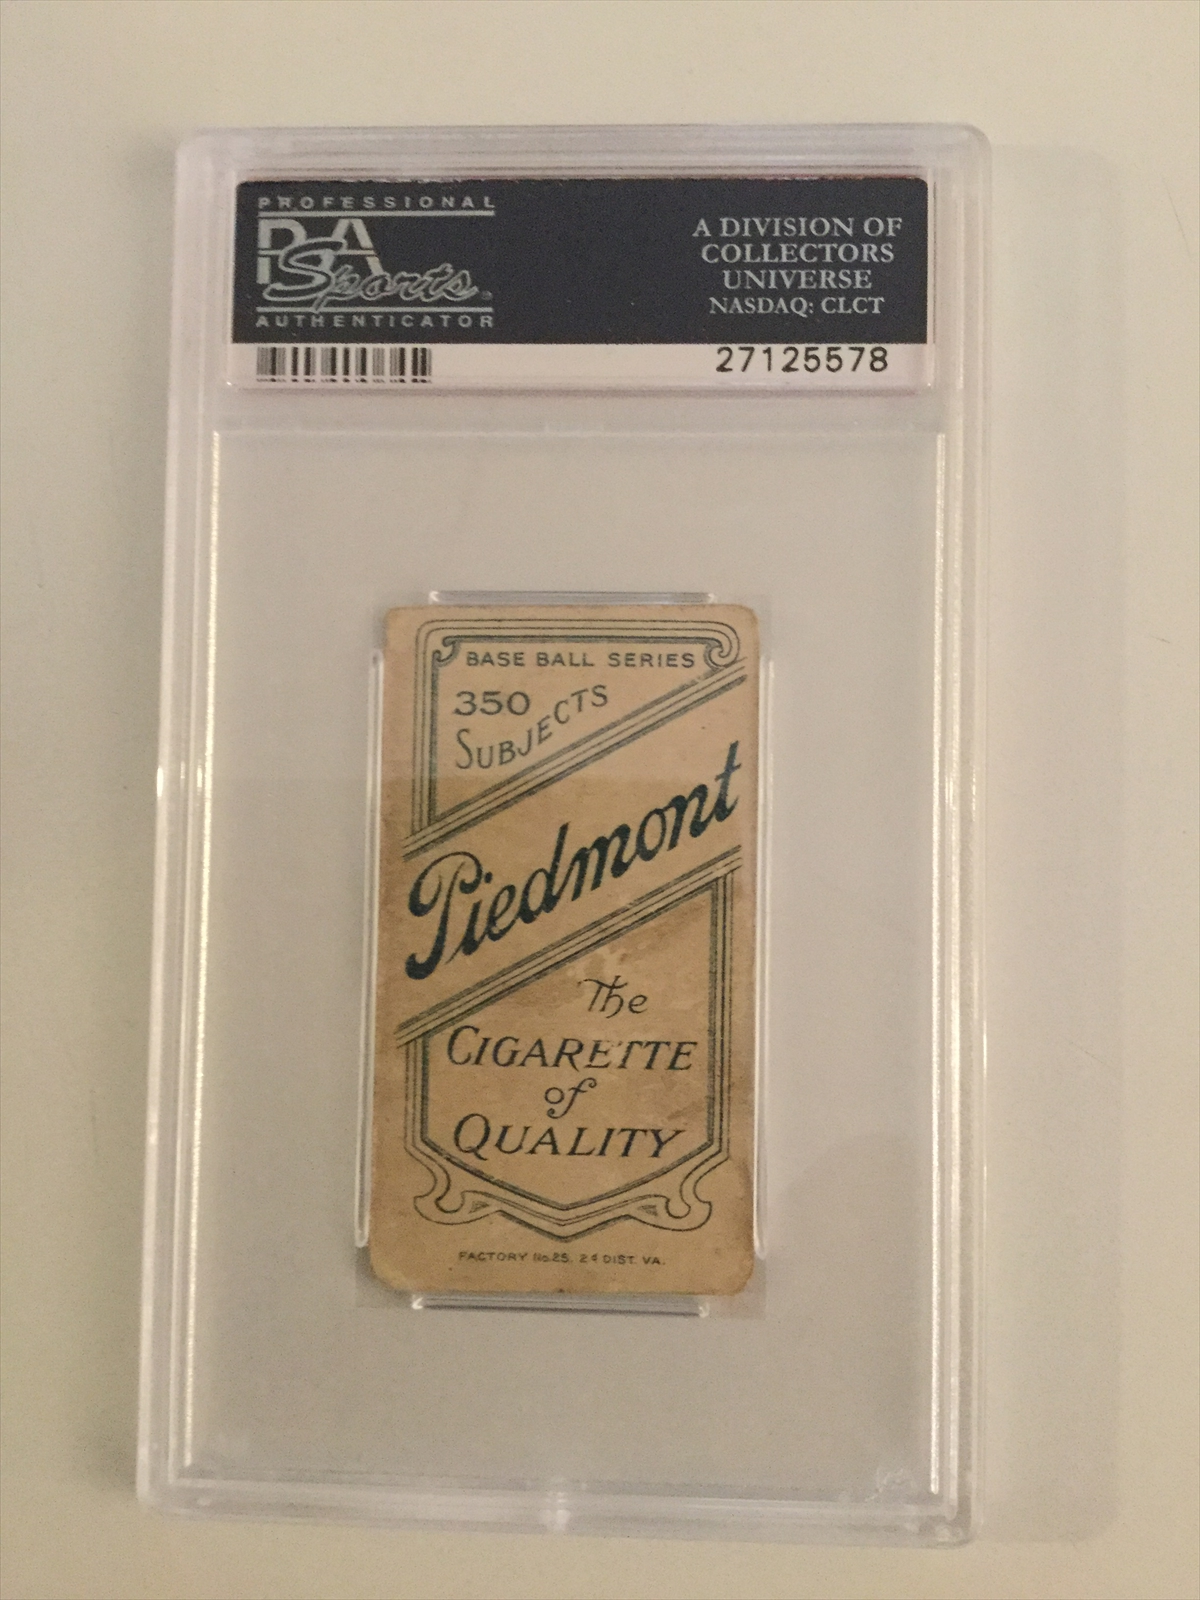 PROFESSIONAL
PSA
Sports
AUTHENTICATOR
A DIVISION OF
COLLECTORS
UNIVERSE
NASDAQ: CLCT
27125578
BASE BALL SERIES
350
SUBJECTS
Piedmont
The
CIGARETTE
of
QUALITY
FACTORY No.25. 2d DIST. VA.